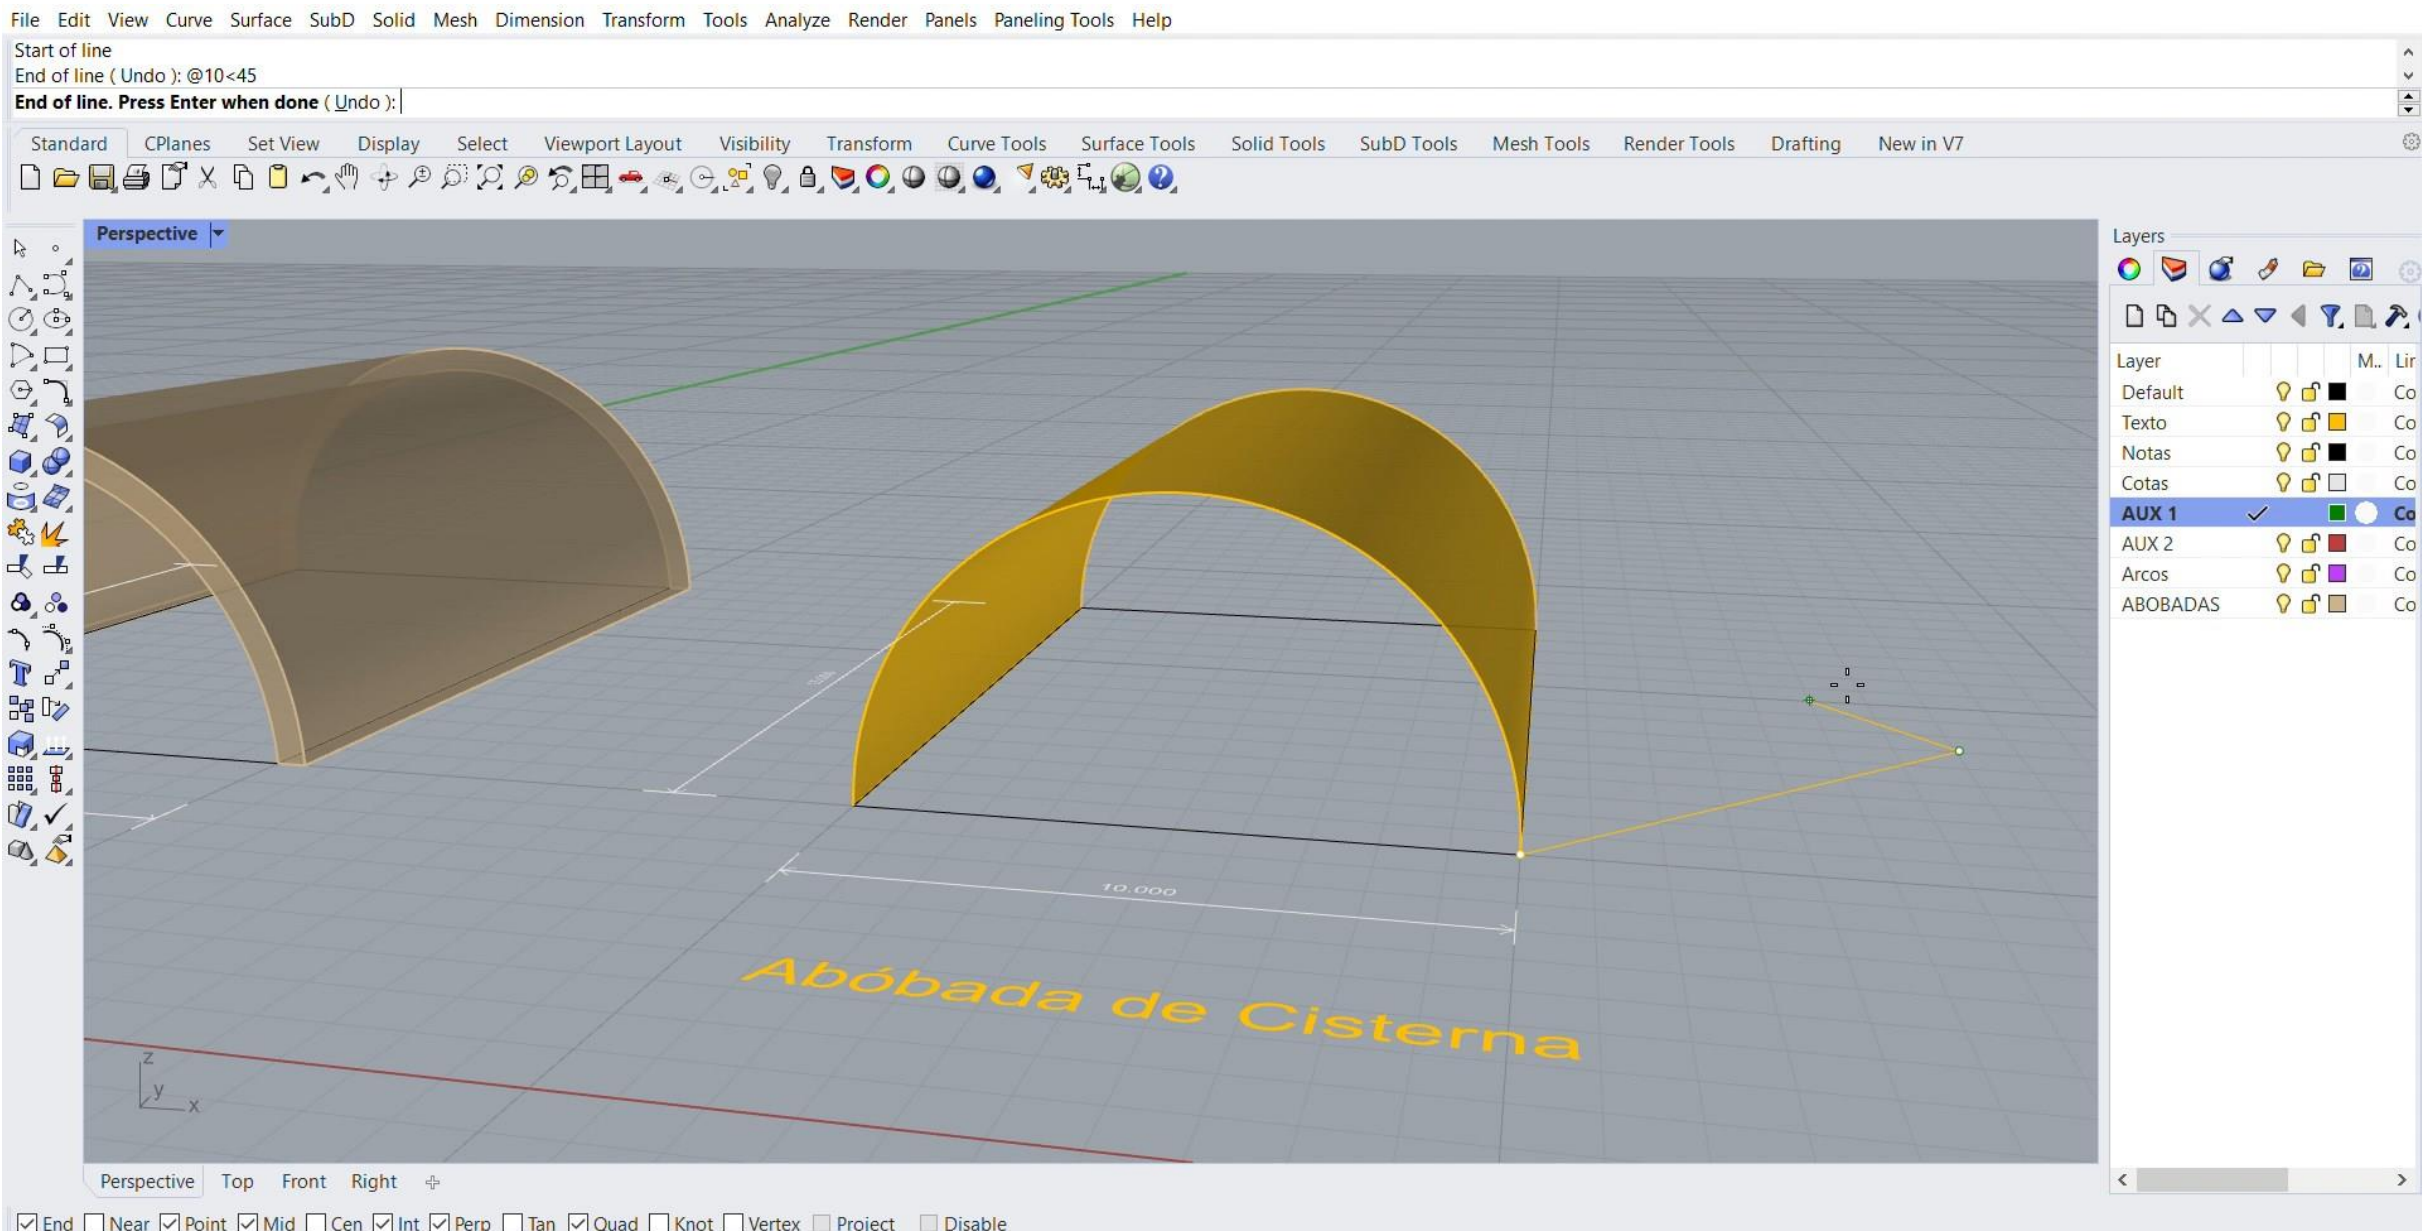 File Edit View Curve Surface SubD Solid Mesh Dimension Transform Tools Analyze Render Panels Paneling Tools Help
Start of line
End of line ( Undo ): @10<45
End of line. Press Enter when done ( Undo ):
Standard CPlanes Set View Display Select Viewport Layout Visibility Transform Curve Tools Surface Tools Solid Tools SubD Tools Mesh Tools Render Tools Drafting New in V7
Perspective
Layers
Layer M.. Lir
Default Co
Texto Co
Notas Co
Cotas Co
AUX 1 Co
AUX 2 Co
Arcos Co
ABOBADAS Co
10.000
Abóbada de Cisterna
z
y
x
Perspective Top Front Right
End Near Point Mid Cen Int Perp Tan Quad Knot Vertex Project Disable